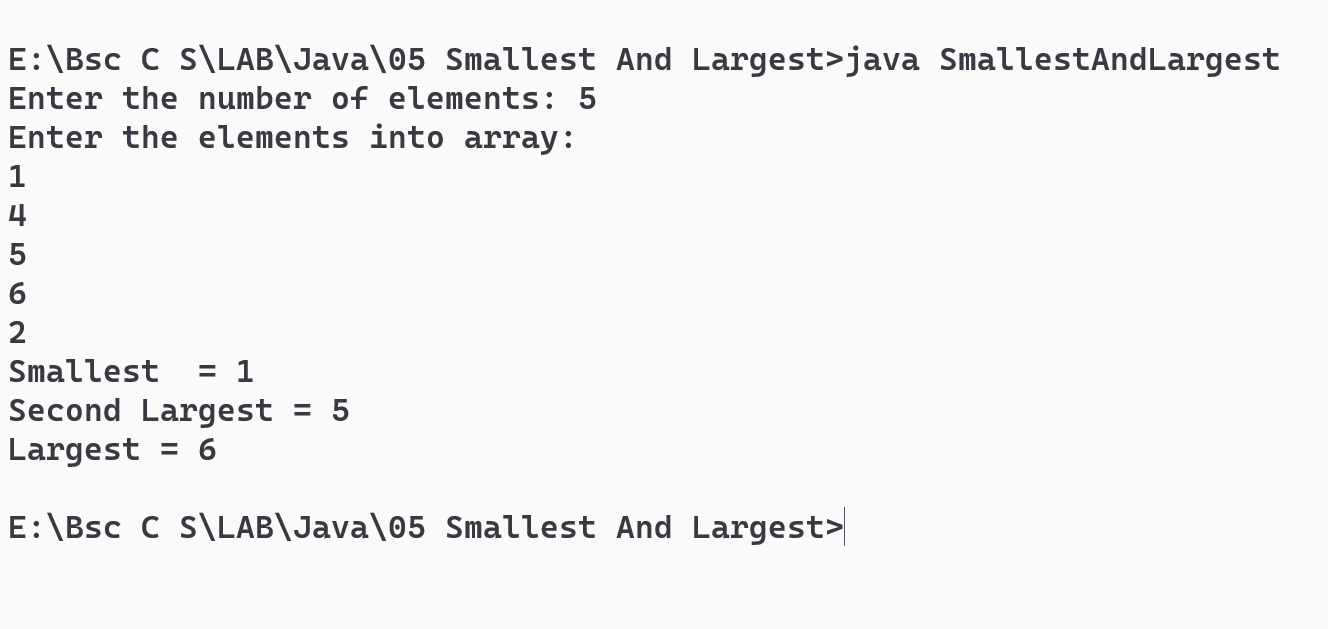 E:\Bsc C S\LAB\Java\05 Smallest And Largest>java SmallestAndLargest
Enter the number of elements: 5
Enter the elements into array:
1
4
5
6
2
Smallest  = 1
Second Largest = 5
Largest = 6
E:\Bsc C S\LAB\Java\05 Smallest And Largest>